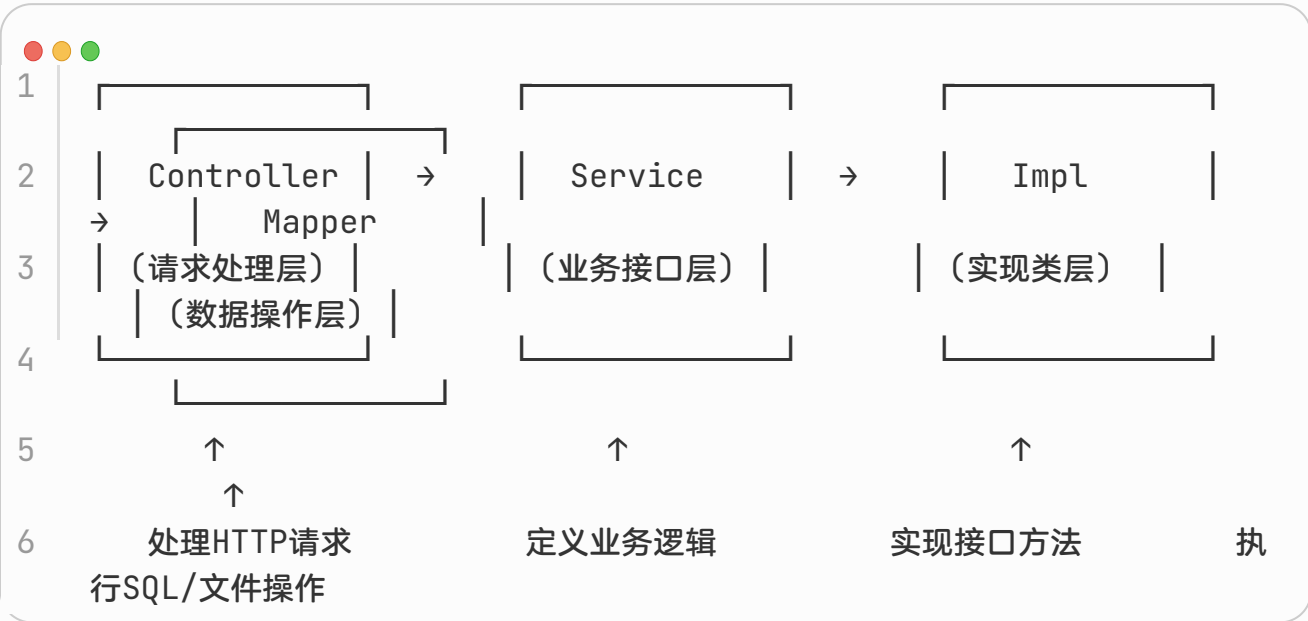 1 ┌─────────────┐ ┌─────────────┐ ┌─────────────┐
┌─────────────┐
2 │ Controller │ → │ Service │ → │ Impl │
→ │ Mapper │
3 │ (请求处理层) │ │ (业务接口层) │ │ (实现类层) │
│ (数据操作层) │
4 └─────────────┘ └─────────────┘ └─────────────┘
└─────────────┘
5 ↑ ↑ ↑
↑
6 处理HTTP请求 定义业务逻辑 实现接口方法 执
行SQL/文件操作